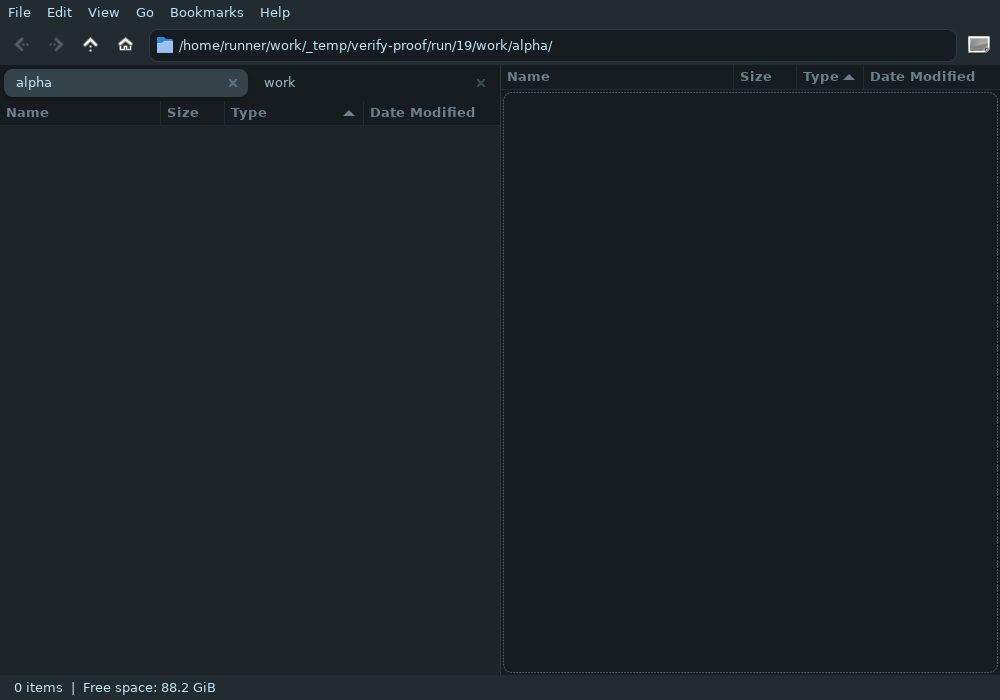 File Edit View Go Bookmarks Help
/home/runner/work/_temp/verify-proof/run/19/work/alpha/
alpha work
Name Size Type Date Modified
Name Size Type Date Modified
0 items | Free space: 88.2 GiB